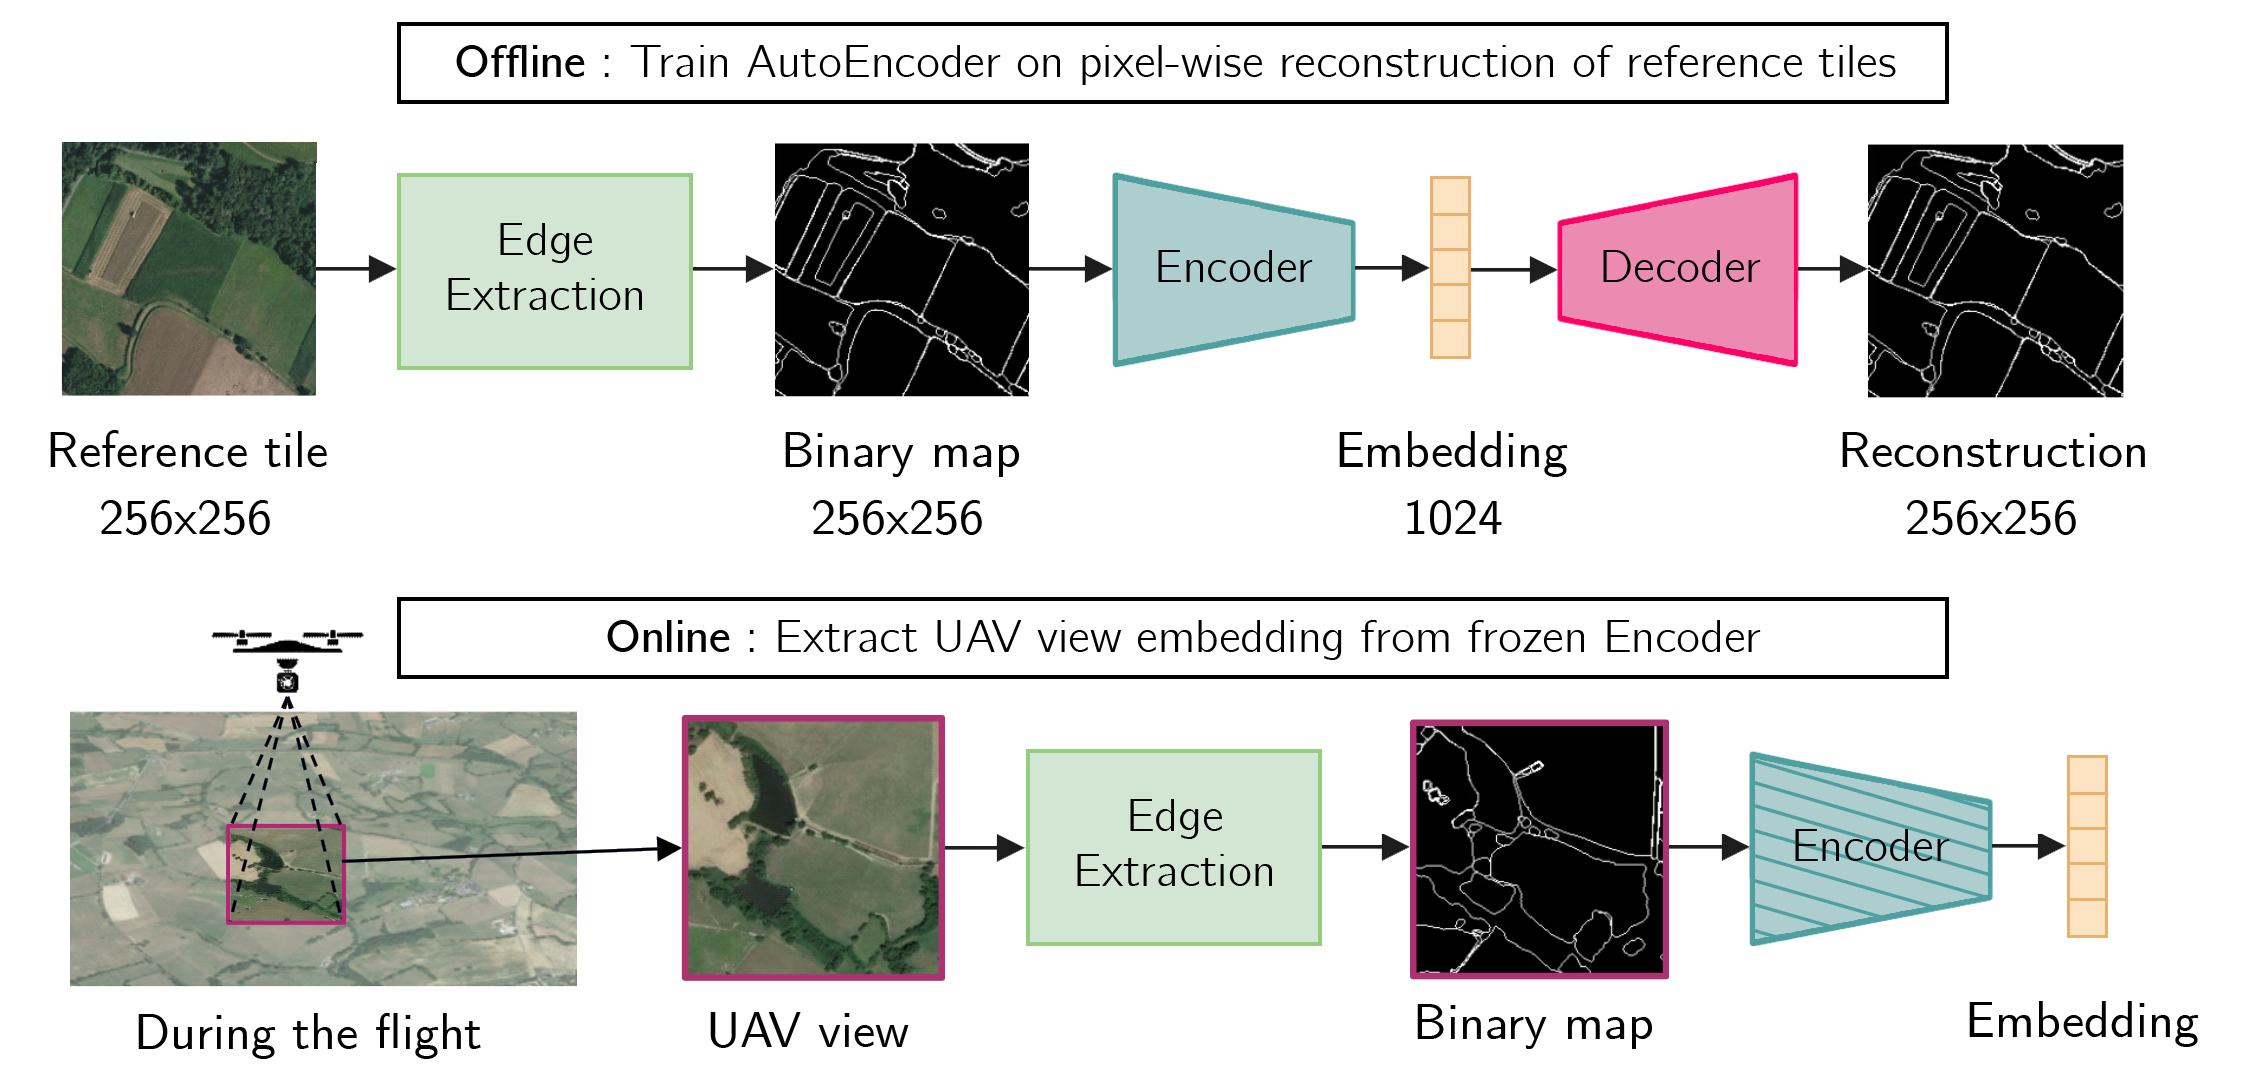 Offline : Train AutoEncoder on pixel-wise reconstruction of reference tiles
Edge
Extraction
Encoder
Decoder
Reference tile
256x256
Binary map
256x256
Embedding
1024
Reconstruction
256x256
Online : Extract UAV view embedding from frozen Encoder
Edge
Extraction
Encoder
During the flight
UAV view
Binary map
Embedding